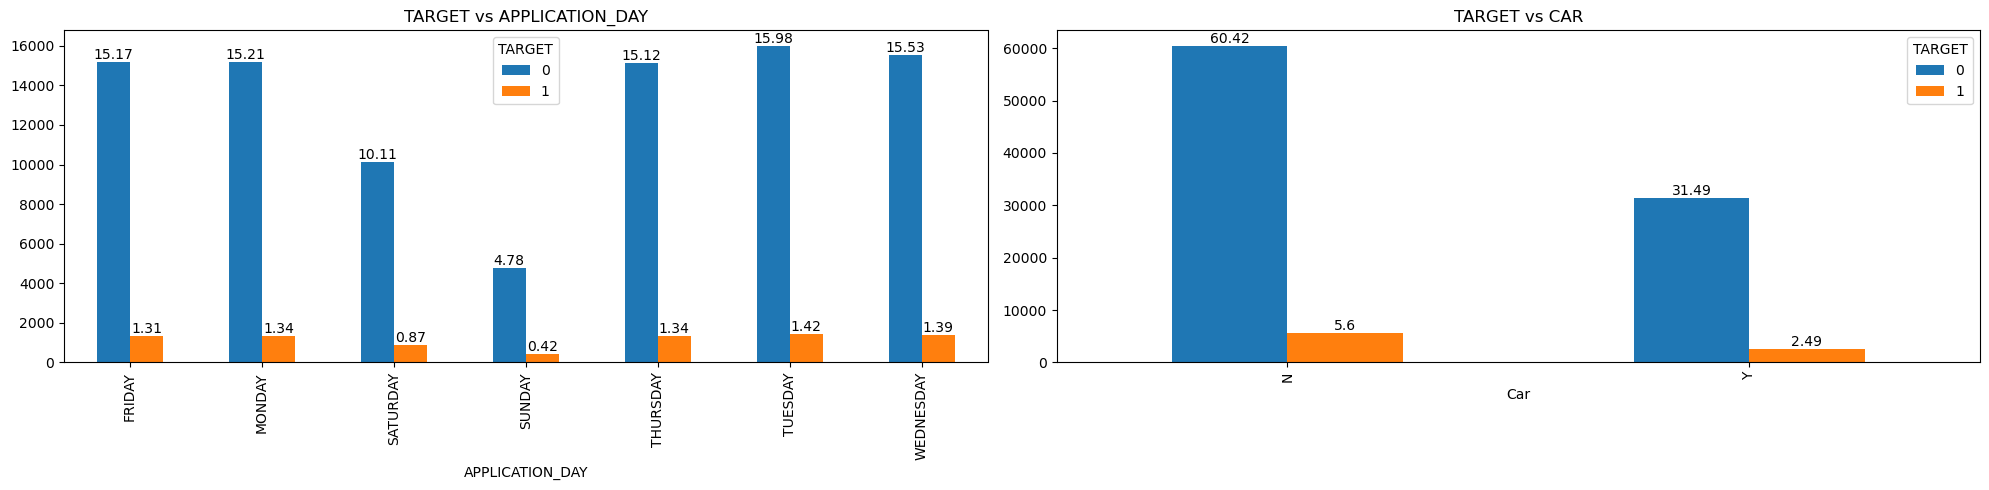 TARGET vs APPLICATION_DAY
16000
14000
12000
10000
8000
6000
4000
2000
0
15.17
15.21
10.11
4.78
15.12
15.98
15.53
1.31
1.34
0.87
0.42
1.34
1.42
1.39
TARGET
0
1
FRIDAY
MONDAY
SATURDAY
SUNDAY
THURSDAY
TUESDAY
WEDNESDAY
APPLICATION_DAY
TARGET vs CAR
60000
50000
40000
30000
20000
10000
0
60.42
5.6
31.49
2.49
TARGET
0
1
N
Y
Car